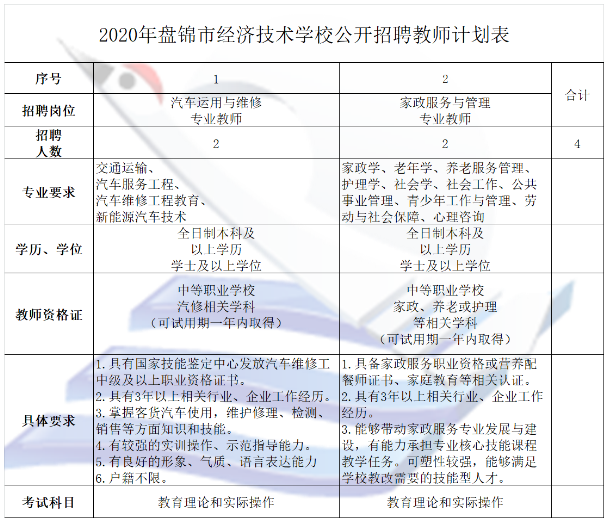 2020年盘锦市经济技术学校公开招聘教师计划表
序号
1
2
合计
招聘岗位
汽车运用与维修
专业教师
家政服务与管理
专业教师
招聘
人数
2
2
4
专业要求
交通运输、
汽车服务工程、
汽车维修工程教育、
新能源汽车技术
家政学、老年学、养老服务管理、
护理学、社会学、社会工作、公共
事业管理、青少年工作与管理、劳
动与社会保障、心理咨询
学历、学位
全日制本科及
以上学历
学士及以上学位
全日制本科及
以上学历
学士及以上学位
教师资格证
中等职业学校
汽修相关学科
(可试用期一年内取得)
中等职业学校
家政、养老或护理
等相关学科
(可试用期一年内取得)
具体要求
1.具有国家技能鉴定中心发放汽车维修工
中级及以上职业资格证书。
2.具有3年以上相关行业、企业工作经历。
3.掌握客货汽车使用，维护修理、检测、
销售等方面知识和技能。
4.有较强的实训操作、示范指导能力。
5.有良好的形象、气质、语言表达能力
6.户籍不限。
1.具备家政服务职业资格或营养配
餐师证书、家庭教育等相关认证。
2.具有3年以上相关行业、企业工作
经历。
3.能够带动家政服务专业发展与建
设，有能力承担专业核心技能课程
教学任务。可塑性较强，能够满足
学校教改需要的技能型人才。
考试科目
教育理论和实际操作
教育理论和实际操作